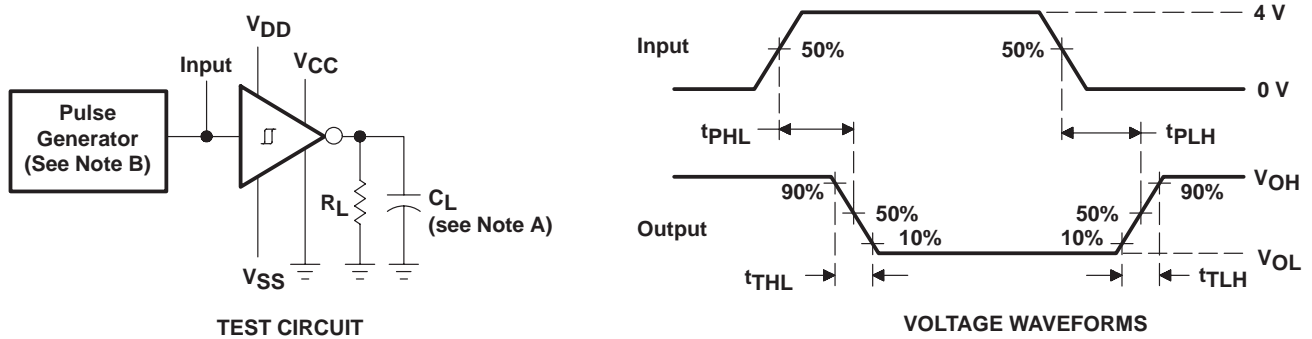 VDD
Input
VCC
Pulse
Generator
(See Note B)
RL
CL
(see Note A)
VSS
TEST CIRCUIT
4 V
Input
50%
50%
0 V
tPHL
tPLH
VOH
90%
90%
50%
50%
Output
10%
10%
VOL
tTHL
tTLH
VOLTAGE WAVEFORMS